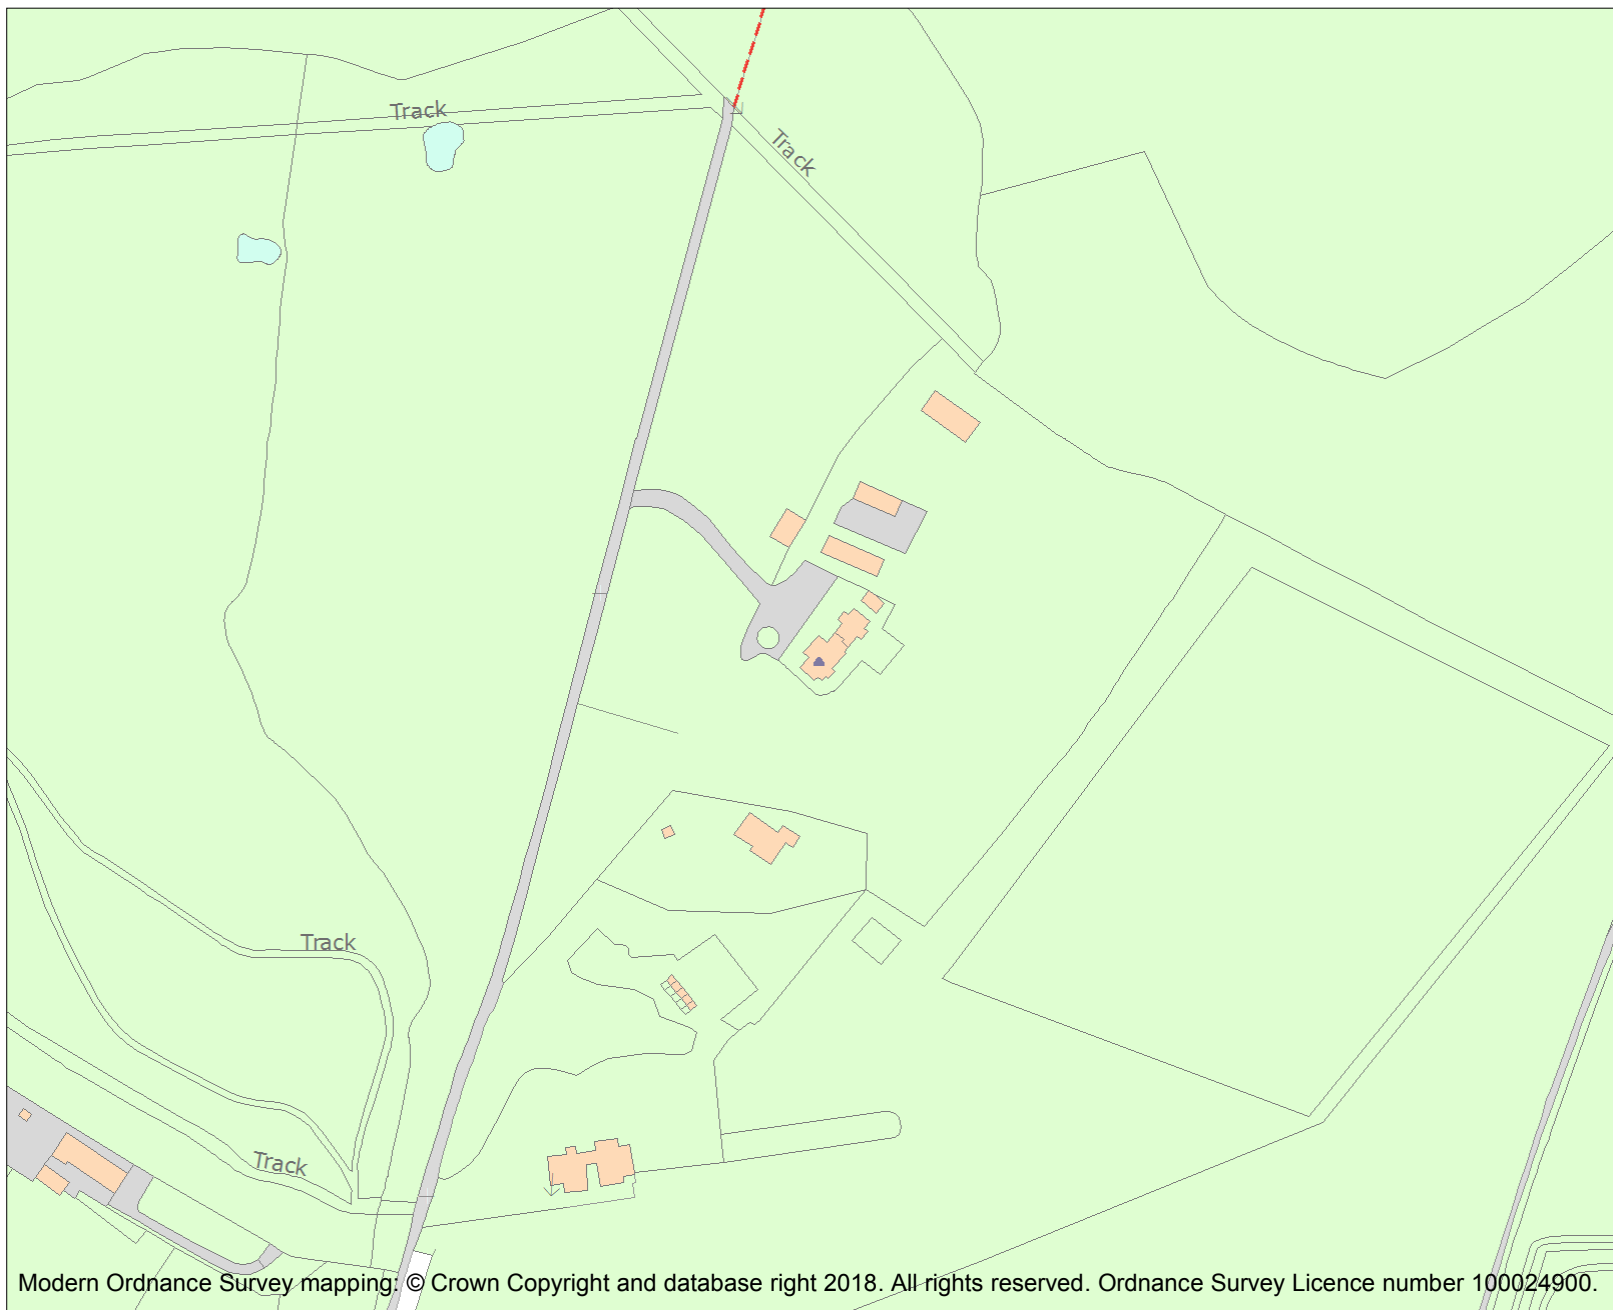 Track
Track
Track
Track
Modern Ordnance Survey mapping: © Crown Copyright and database right 2018. All rights reserved. Ordnance Survey Licence number 100024900.